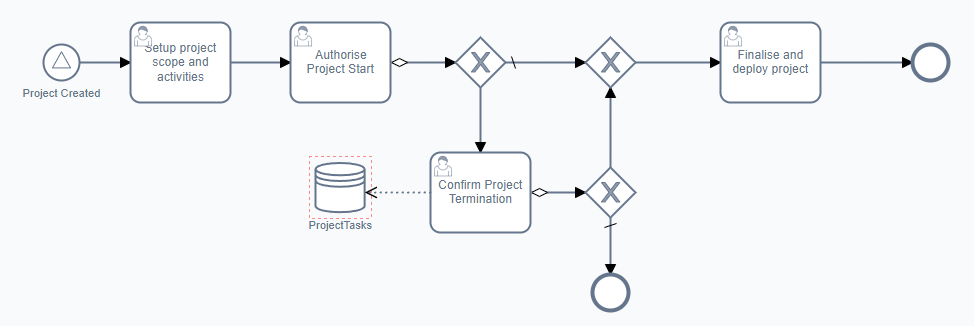 Project Created
Setup project
scope and
activities
Authorise
Project Start
Finalise and
deploy project
Confirm Project
Termination
ProjectTasks